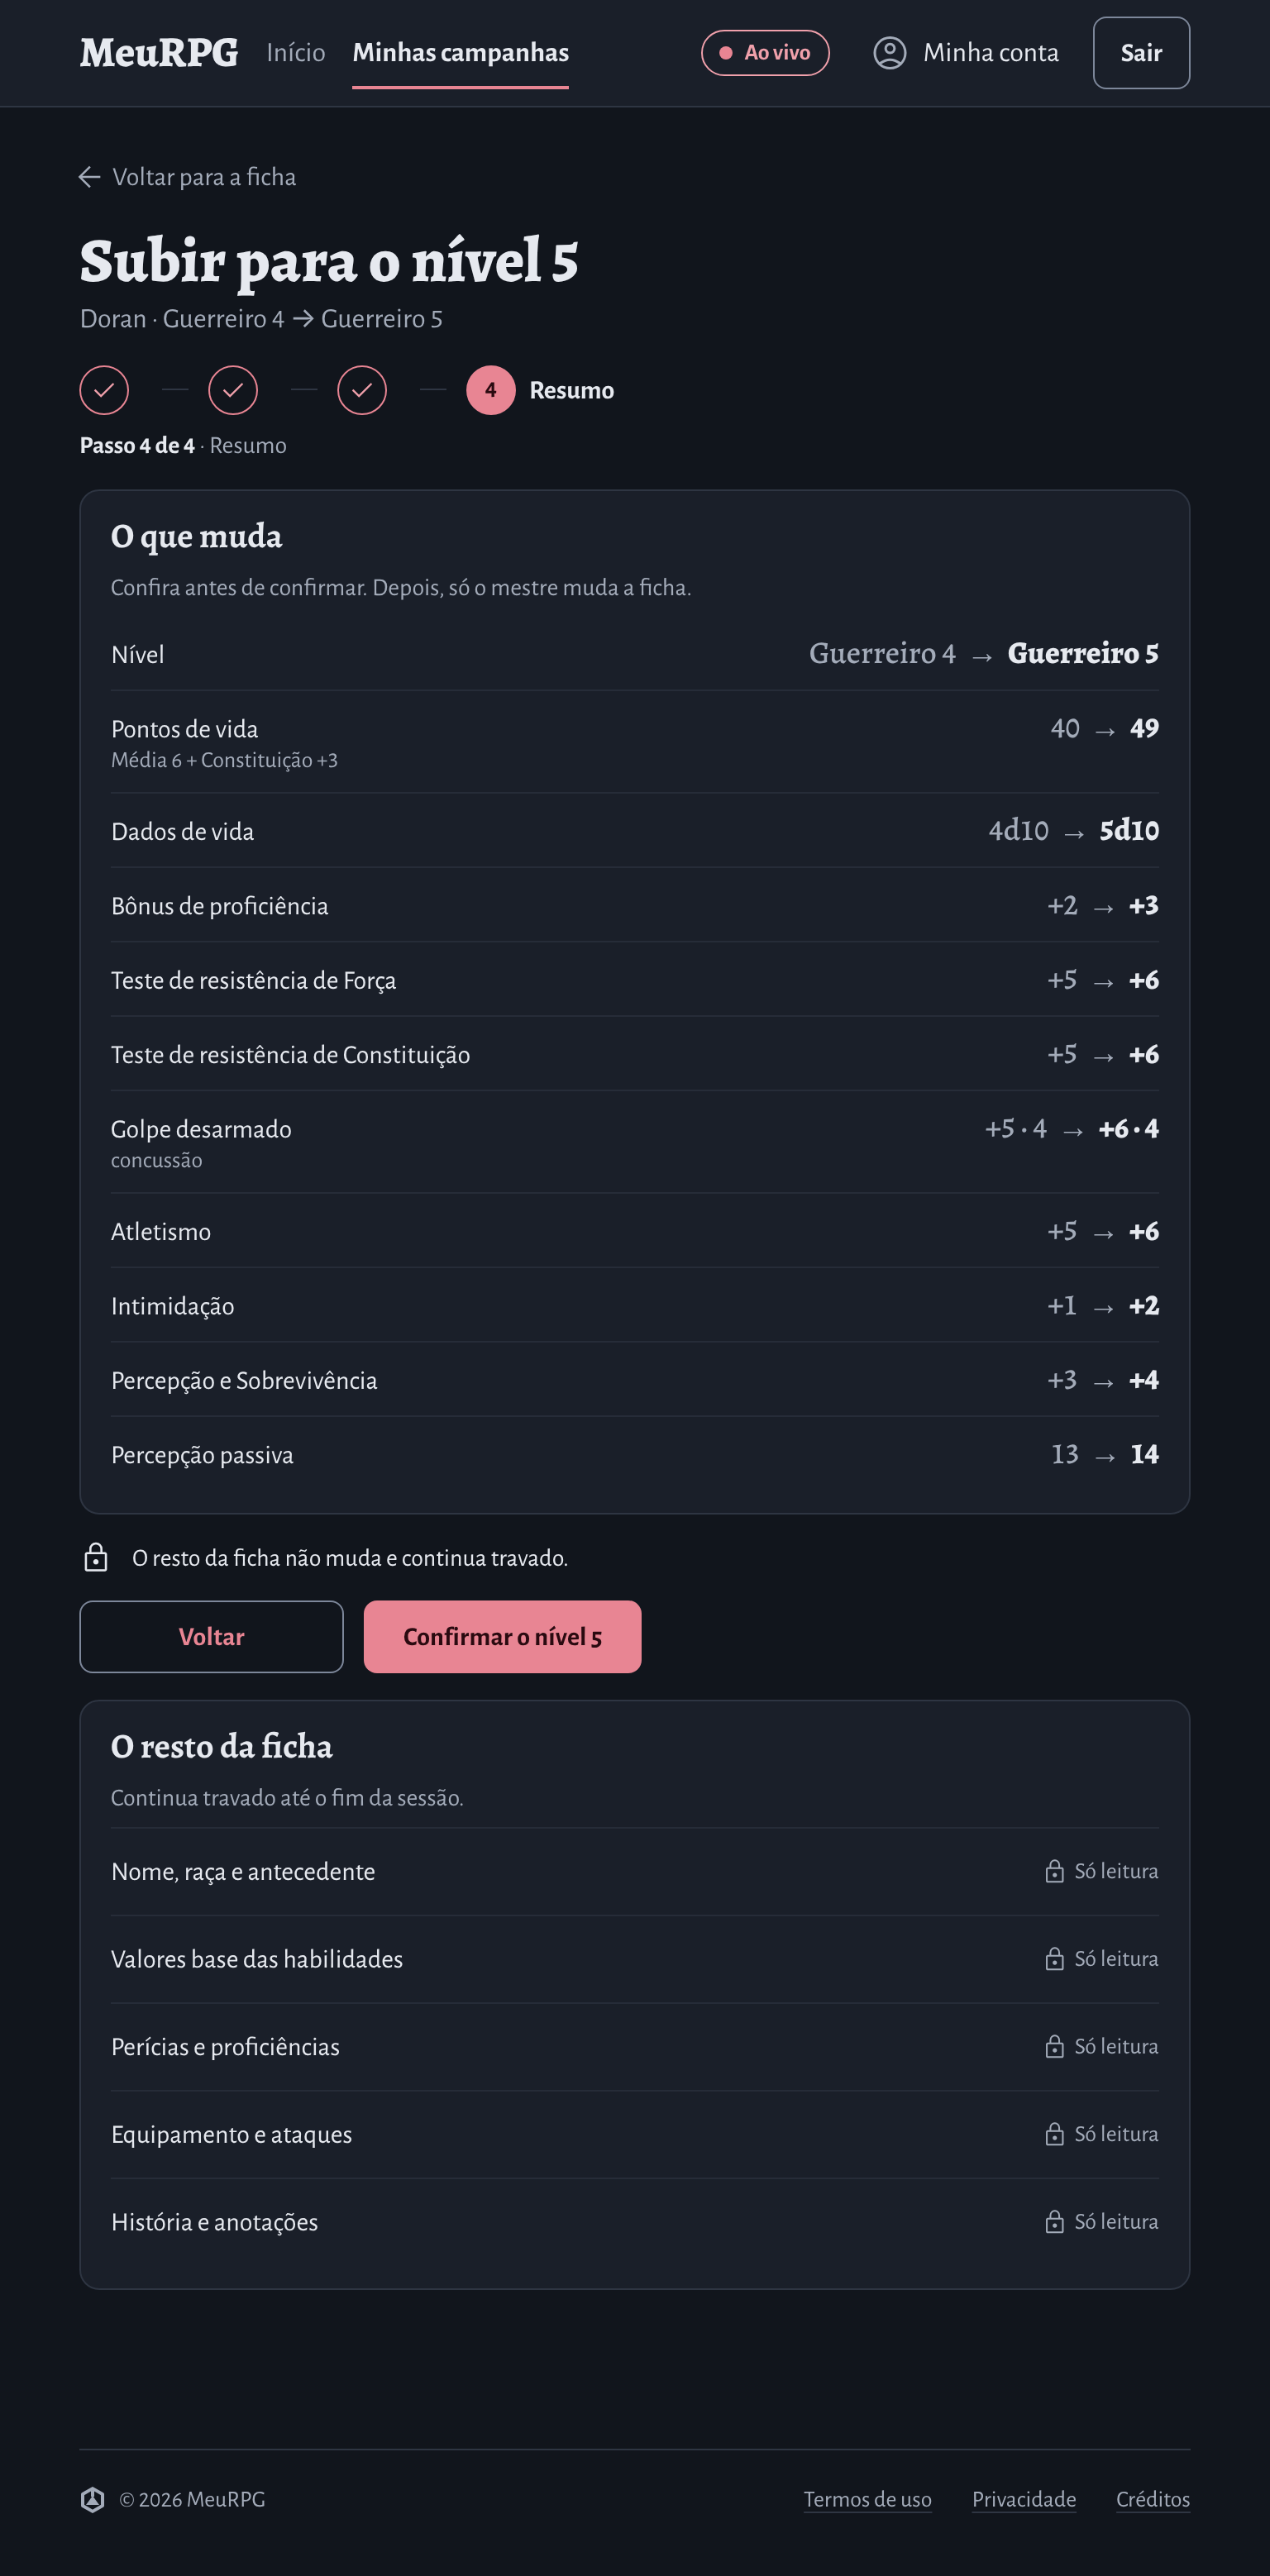 MeuRPG Início Minhas campanhas Ao vivo Minha conta Sair
← Voltar para a ficha
Subir para o nível 5
Doran · Guerreiro 4 → Guerreiro 5
4 Resumo
Passo 4 de 4 · Resumo
O que muda
Confira antes de confirmar. Depois, só o mestre muda a ficha.
Nível Guerreiro 4 → Guerreiro 5
Pontos de vida 40 → 49
Média 6 + Constituição +3
Dados de vida 4d10 → 5d10
Bônus de proficiência +2 → +3
Teste de resistência de Força +5 → +6
Teste de resistência de Constituição +5 → +6
Golpe desarmado +5 · 4 → +6 · 4
concussão
Atletismo +5 → +6
Intimidação +1 → +2
Percepção e Sobrevivência +3 → +4
Percepção passiva 13 → 14
O resto da ficha não muda e continua travado.
Voltar Confirmar o nível 5
O resto da ficha
Continua travado até o fim da sessão.
Nome, raça e antecedente Só leitura
Valores base das habilidades Só leitura
Perícias e proficiências Só leitura
Equipamento e ataques Só leitura
História e anotações Só leitura
© 2026 MeuRPG Termos de uso Privacidade Créditos